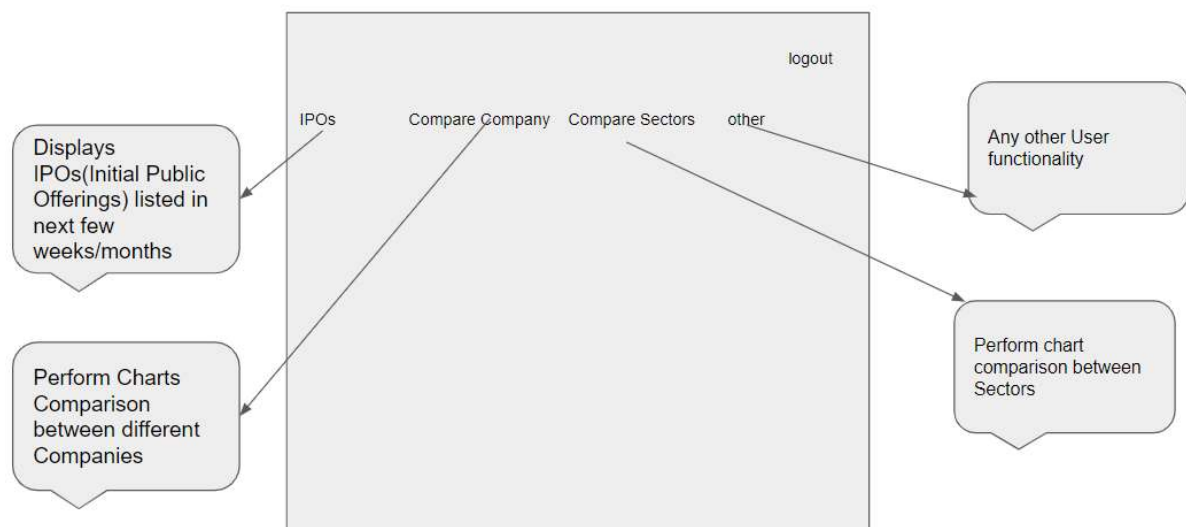 logout
IPOs
Compare Company
Compare Sectors
other
Displays
IPOs(Initial Public
Offerings) listed in
next few
weeks/months
Any other User
functionality
Perform Charts
Comparison
between different
Companies
Perform chart
comparison between
Sectors